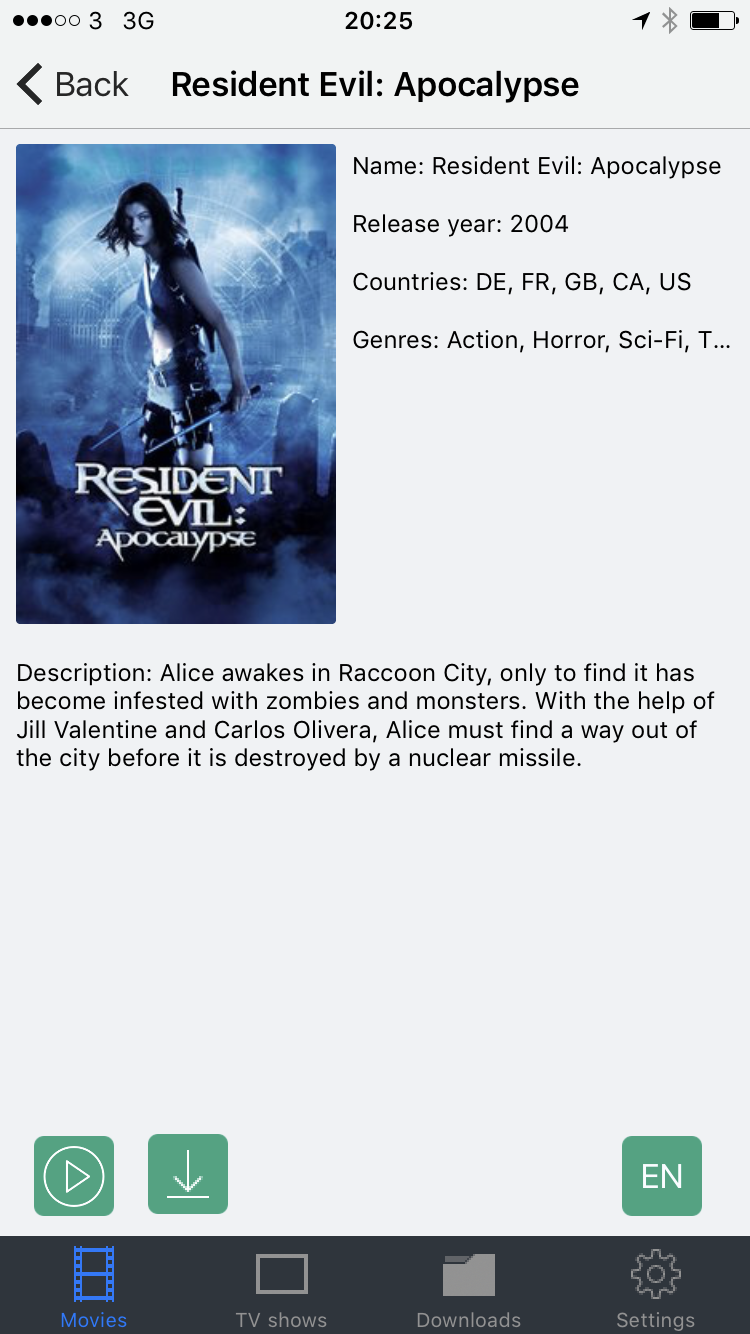 3 3G 20:25
Back Resident Evil: Apocalypse
Name: Resident Evil: Apocalypse
Release year: 2004
Countries: DE, FR, GB, CA, US
Genres: Action, Horror, Sci-Fi, T...
RESIDENT
EVIL:
APOCALYPSE
Description: Alice awakes in Raccoon City, only to find it has
become infested with zombies and monsters. With the help of
Jill Valentine and Carlos Olivera, Alice must find a way out of
the city before it is destroyed by a nuclear missile.
EN
Movies TV shows Downloads Settings